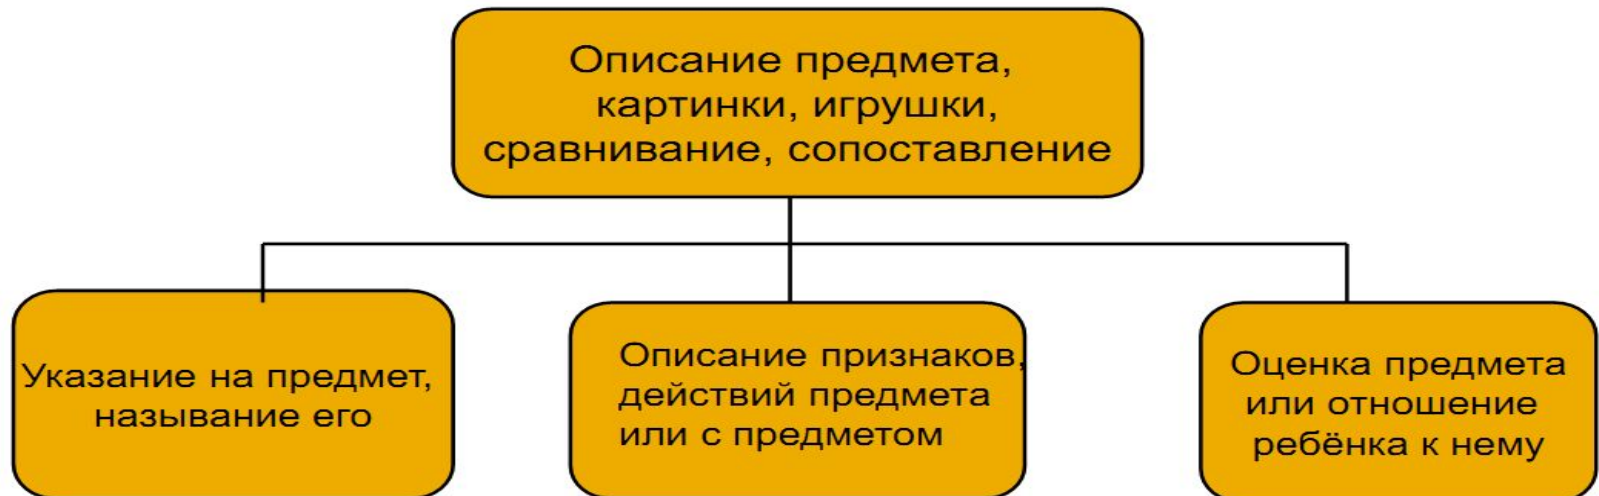 Описание предмета,
картинки, игрушки,
сравнивание, сопоставление
Указание на предмет,
называние его
Описание признаков,
действий предмета
или с предметом
Оценка предмета
или отношение
ребёнка к нему